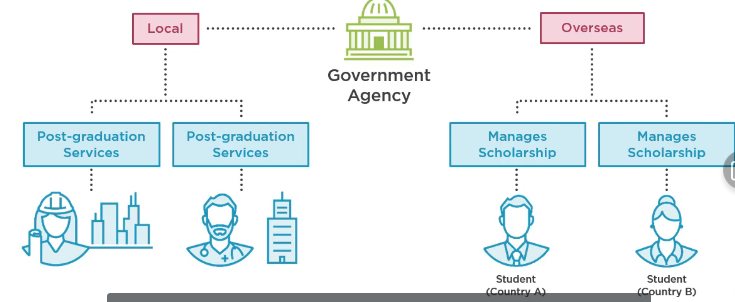 Local
Overseas
Government
Agency
Post-graduation
Services
Post-graduation
Services
Manages
Scholarship
Manages
Scholarship
Student
(Country A)
Student
(Country B)